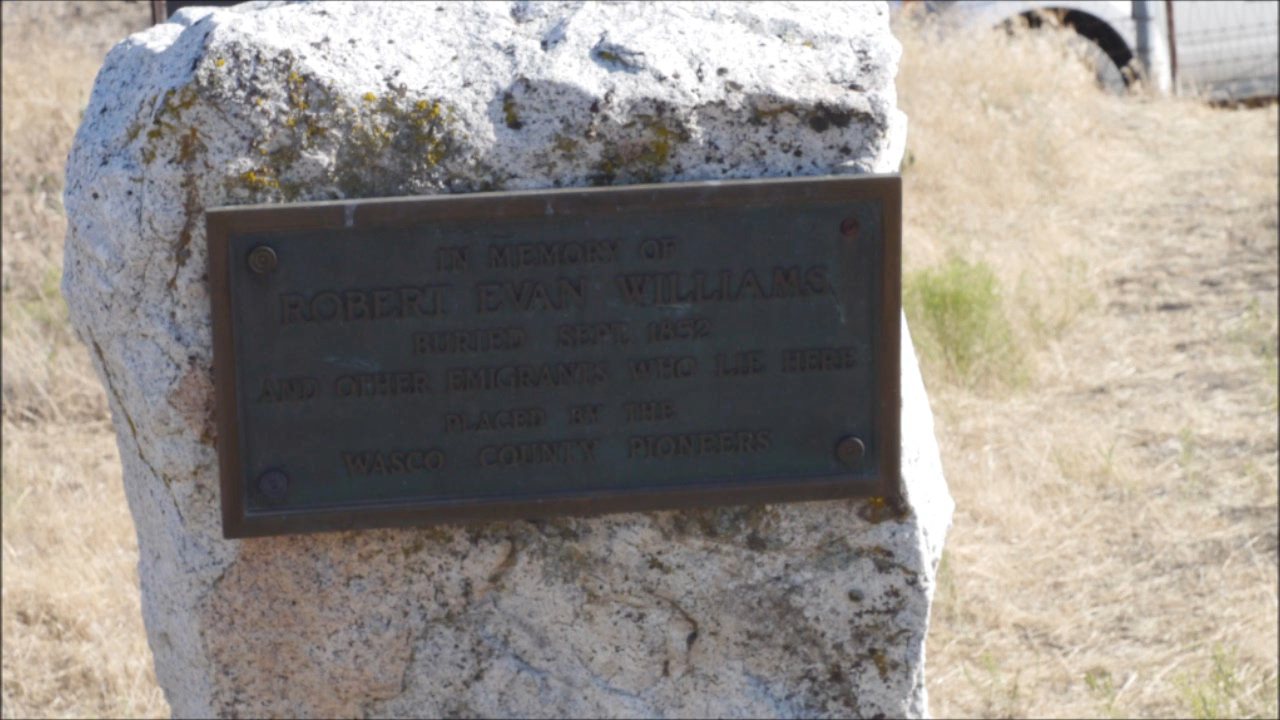 IN MEMORY OF
ROBERT EVAN WILLIAMS
BURIED SEPT. 1852
AND OTHER EMIGRANTS WHO LIE HERE
PLACED BY THE
WASCO COUNTY PIONEERS